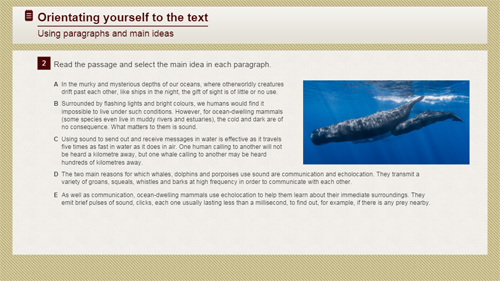 Orientating yourself to the text
Using paragraphs and main ideas
2 Read the passage and select the main idea in each paragraph.
A In the murky and mysterious depths of our oceans, where otherworldly creatures
drift past each other, like ships in the night, the gift of sight is of little or no use.
B Surrounded by flashing lights and bright colours, we humans would find it
impossible to live under such conditions. However, for ocean-dwelling mammals
(some species even live in muddy rivers and estuaries), the cold and dark are of
no consequence. What matters to them is sound.
C Using sound to send out and receive messages in water is effective as it travels
five times as fast in water as it does in air. One human calling to another will not
be heard a kilometre away, but one whale calling to another may be heard
hundreds of kilometres away.
D The two main reasons for which whales, dolphins and porpoises use sound are communication and echolocation. They transmit a
variety of groans, squeals, whistles and barks at high frequency in order to communicate with each other.
E As well as communication, ocean-dwelling mammals use echolocation to help them learn about their immediate surroundings. They
emit brief pulses of sound, clicks, each one usually lasting less than a millisecond, to find out, for example, if there is any prey nearby.